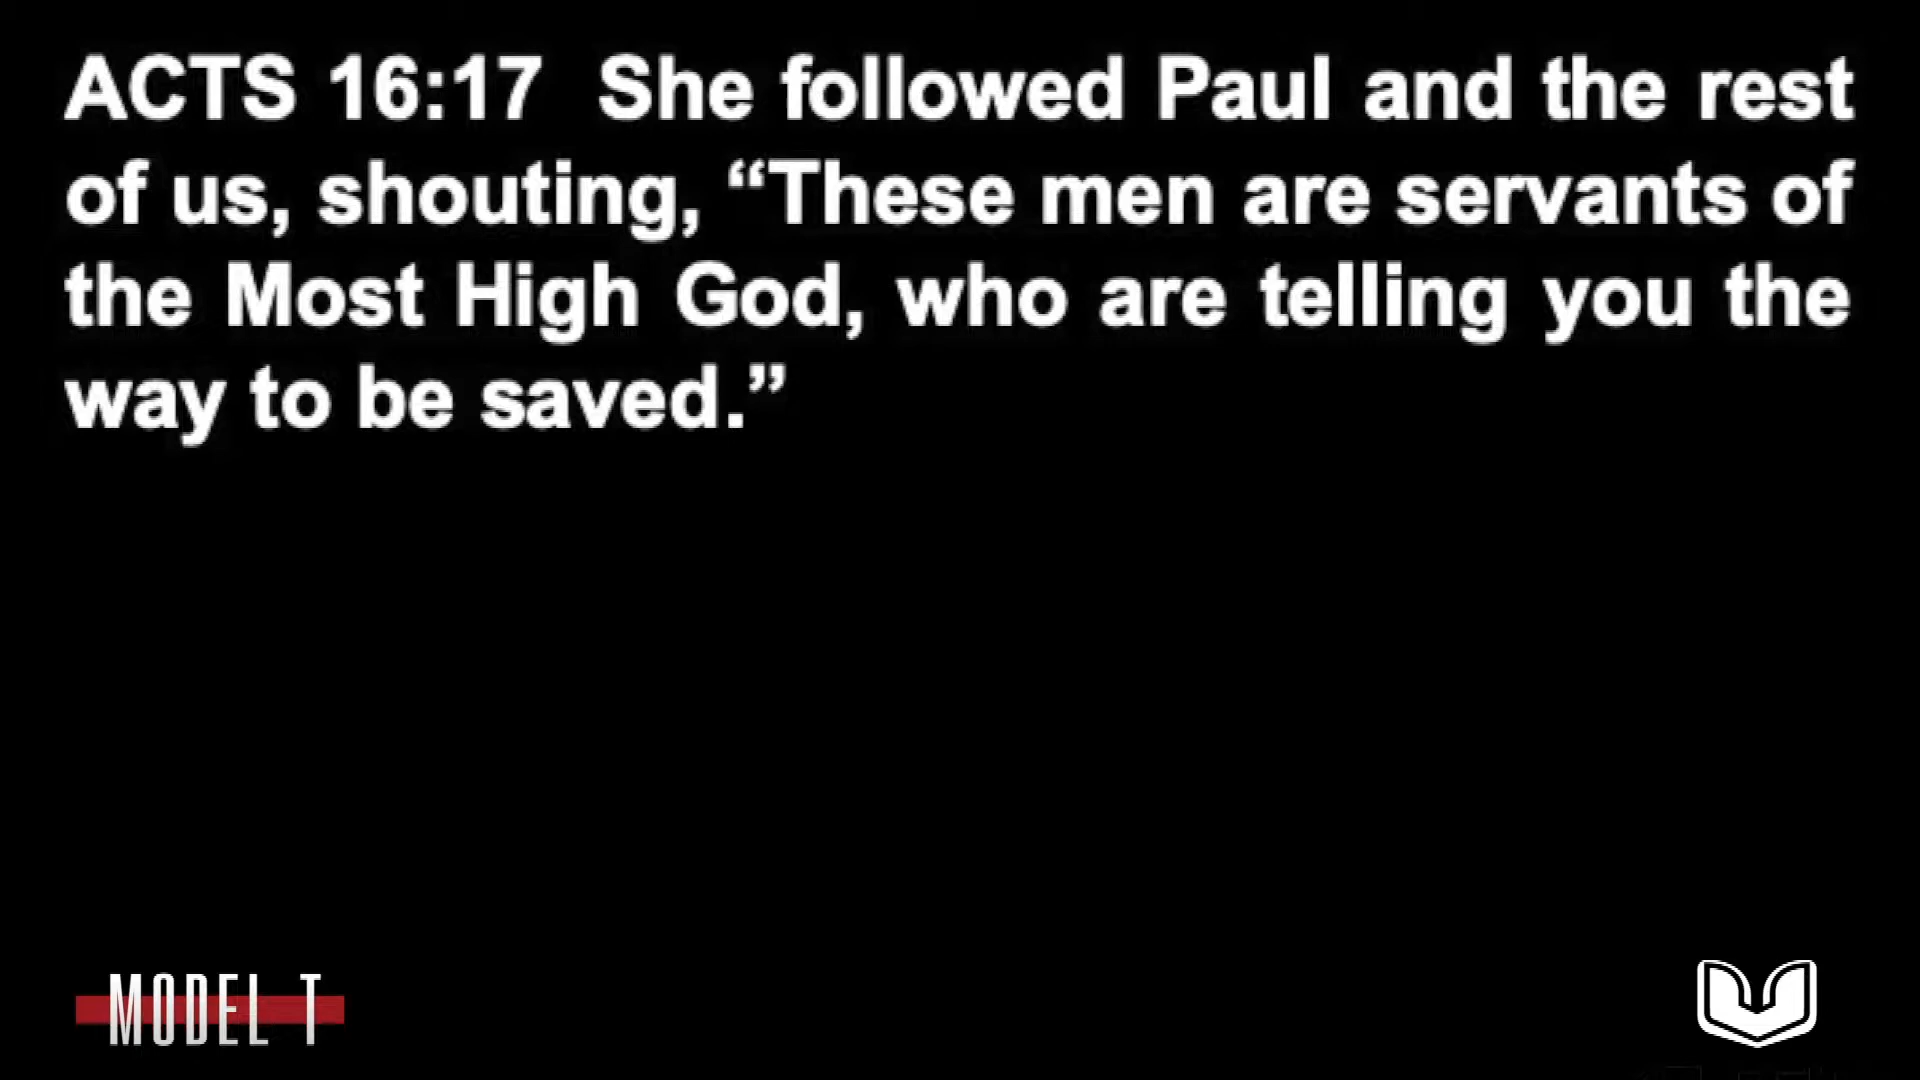 ACTS 16:17  She followed Paul and the rest
of us, shouting, “These men are servants of
the Most High God, who are telling you the
way to be saved.”
MODEL T